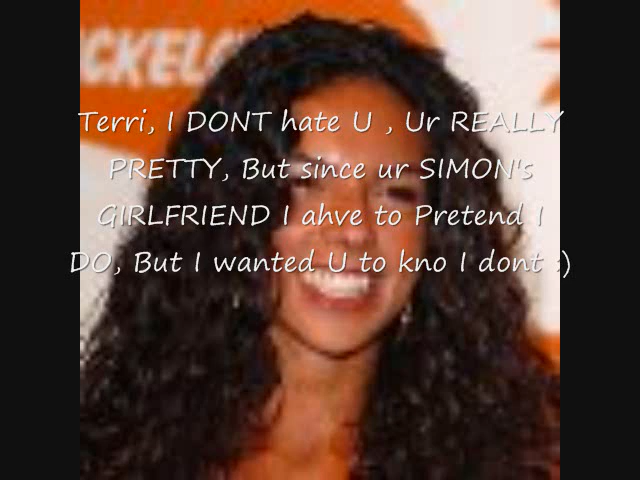 NICKELO
Terri, I DONT hate U , Ur REALLY
PRETTY, But since ur SIMON's
GIRLFRIEND I ahve to Pretend I
DO, But I wanted U to kno I dont :)